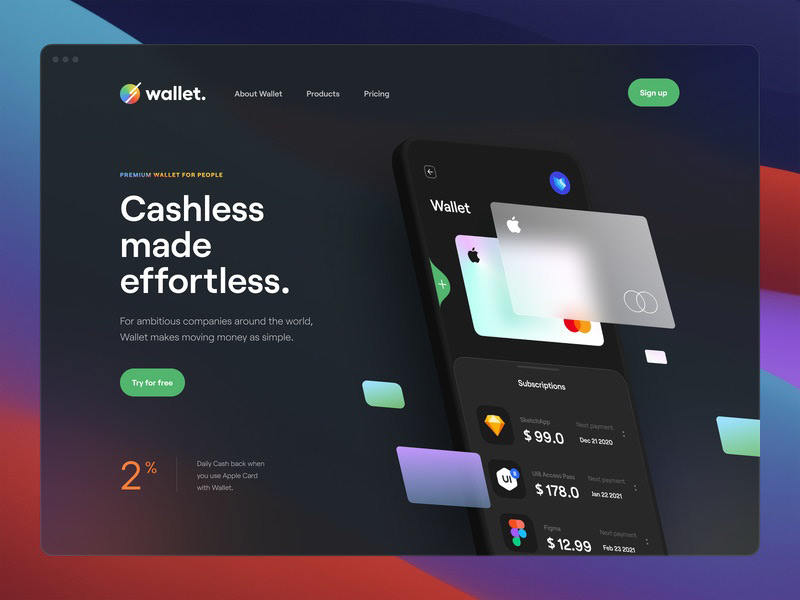 wallet.
About Wallet
Products
Pricing
Sign up
PREMIUM WALLET FOR PEOPLE
Cashless
made
effortless.
For ambitious companies around the world,
Wallet makes moving money as simple.
Try for free
2%
Daily Cash back when
you use Apple Card
with Wallet.
Wallet
Subscriptions
SketchApp
Next payment
$ 99.0
Dec 21 2020
UI8 Access Pass
Next payment
UI
8
$ 178.0
Jan 22 2021
Figma
Next payment
$ 12.99
Feb 23 2021